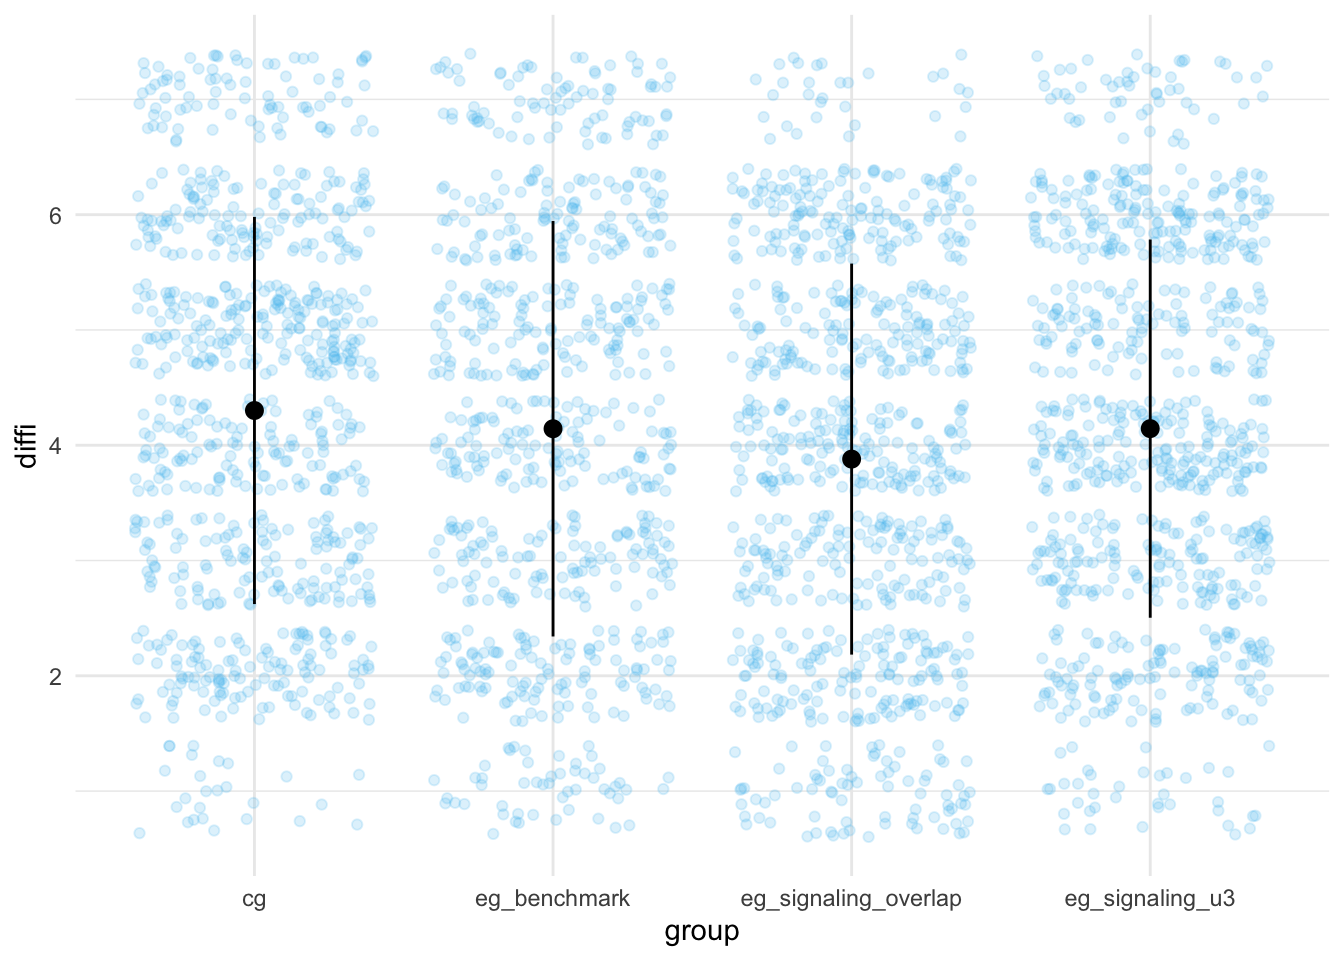 diffi
6
4
2
cg
eg_benchmark
eg_signaling_overlap
eg_signaling_u3
group